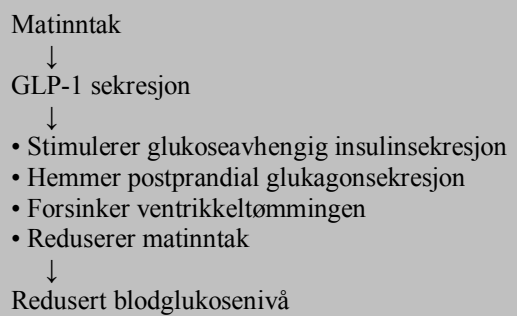 Matinntak
↓
GLP-1 sekresjon
↓
• Stimulerer glukoseavhengig insulinsekresjon
• Hemmer postprandial glukagonsekresjon
• Forsinker ventrikkeltømmingen
• Reduserer matinntak
↓
Redusert blodglukosenivå